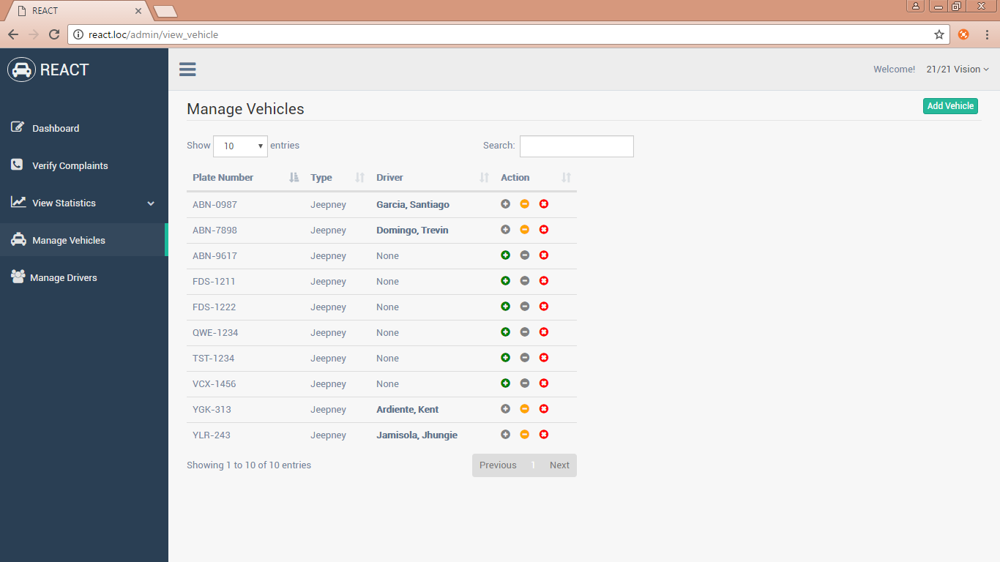 REACT
react.loc/admin/view_vehicle
REACT
Welcome! 21/21 Vision
Dashboard
Verify Complaints
View Statistics
Manage Vehicles
Manage Drivers
Manage Vehicles
Add Vehicle
Show 10 entries
Search:
Plate Number Type Driver Action
ABN-0987 Jeepney Garcia, Santiago
ABN-7898 Jeepney Domingo, Trevin
ABN-9617 Jeepney None
FDS-1211 Jeepney None
FDS-1222 Jeepney None
QWE-1234 Jeepney None
TST-1234 Jeepney None
VCX-1456 Jeepney None
YGK-313 Jeepney Ardiente, Kent
YLR-243 Jeepney Jamisola, Jhungie
Showing 1 to 10 of 10 entries
Previous 1 Next